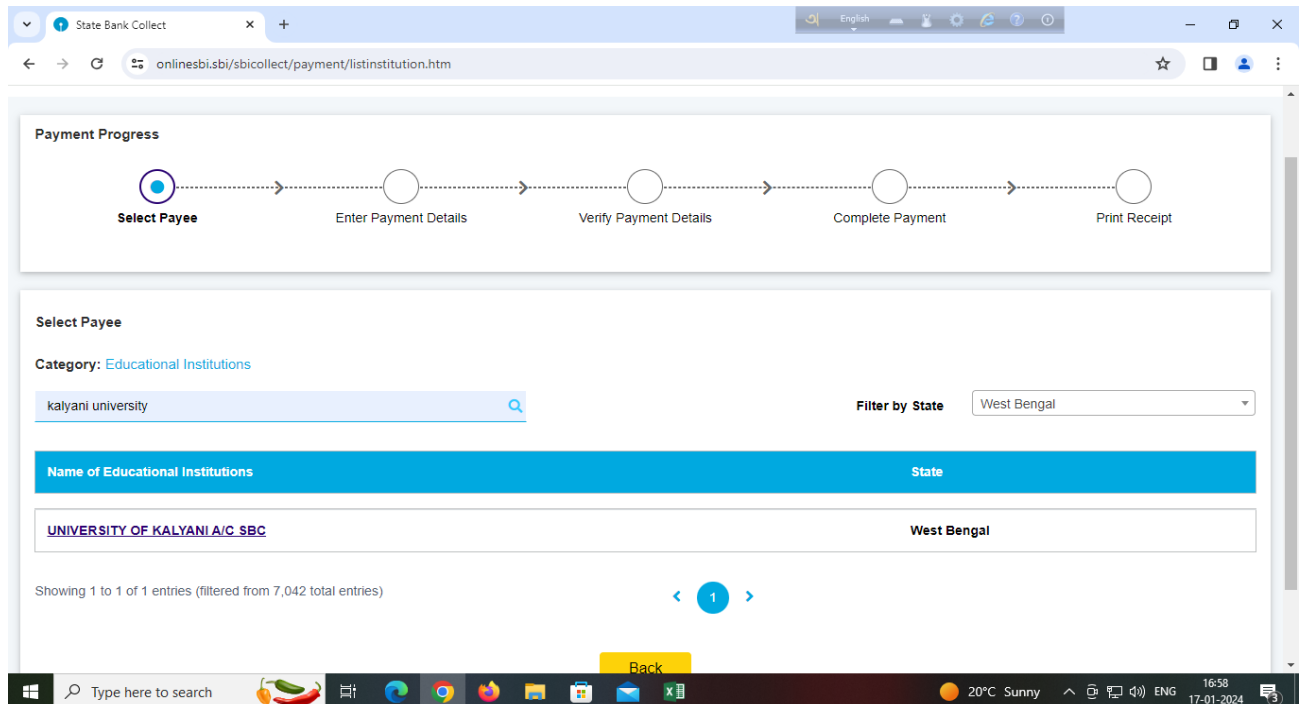 State Bank Collect
অ English
onlinesbi.sbi/sbicollect/payment/listinstitution.htm
Payment Progress
Select Payee Enter Payment Details Verify Payment Details Complete Payment Print Receipt
Select Payee
Category: Educational Institutions
kalyani university Filter by State West Bengal
Name of Educational Institutions State
UNIVERSITY OF KALYANI A/C SBC West Bengal
Showing 1 to 1 of 1 entries (filtered from 7,042 total entries) 1
Back
Type here to search 20°C Sunny ENG 16:58
17-01-2024 3